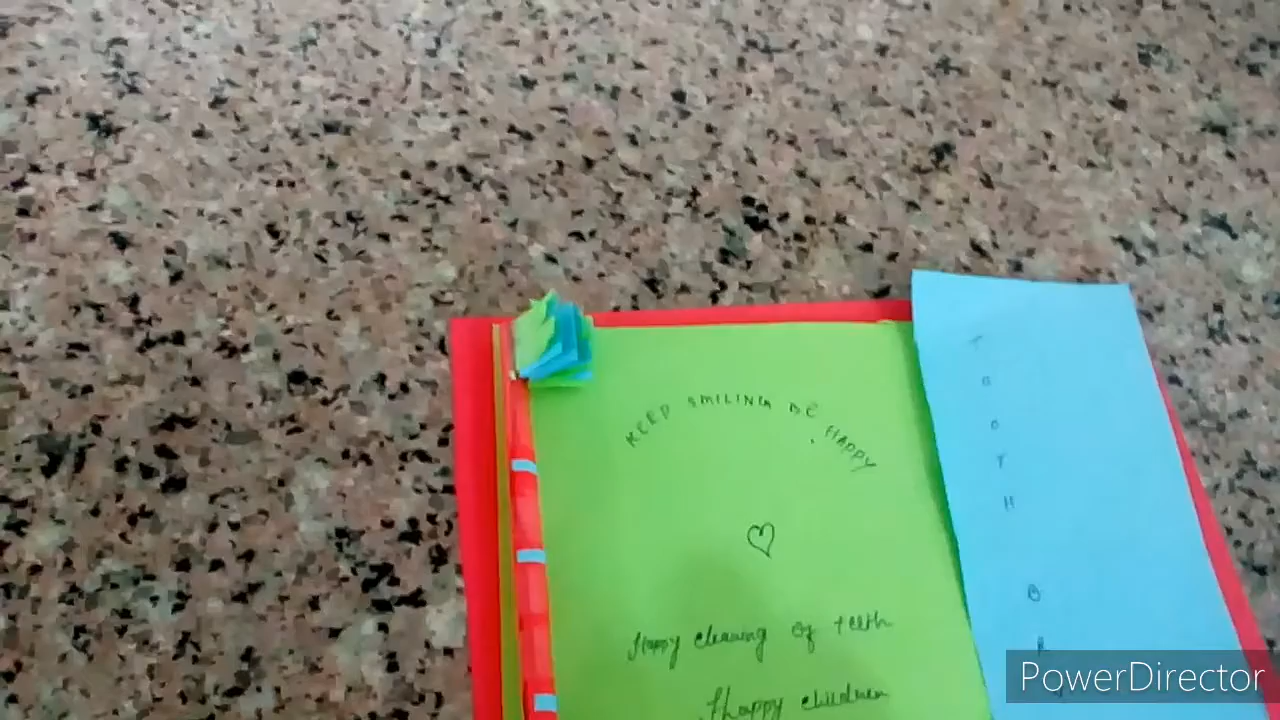 KEEP SMILING BE HAPPY
Happy cleaning of teeth
Happy children
T
O
O
T
H
B
R
PowerDirector